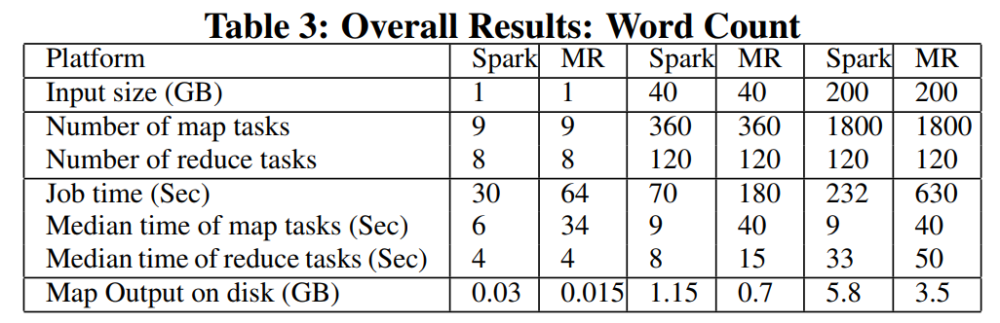 Table 3: Overall Results: Word Count
Platform Spark MR Spark MR Spark MR
Input size (GB) 1 1 40 40 200 200
Number of map tasks 9 9 360 360 1800 1800
Number of reduce tasks 8 8 120 120 120 120
Job time (Sec) 30 64 70 180 232 630
Median time of map tasks (Sec) 6 34 9 40 9 40
Median time of reduce tasks (Sec) 4 4 8 15 33 50
Map Output on disk (GB) 0.03 0.015 1.15 0.7 5.8 3.5